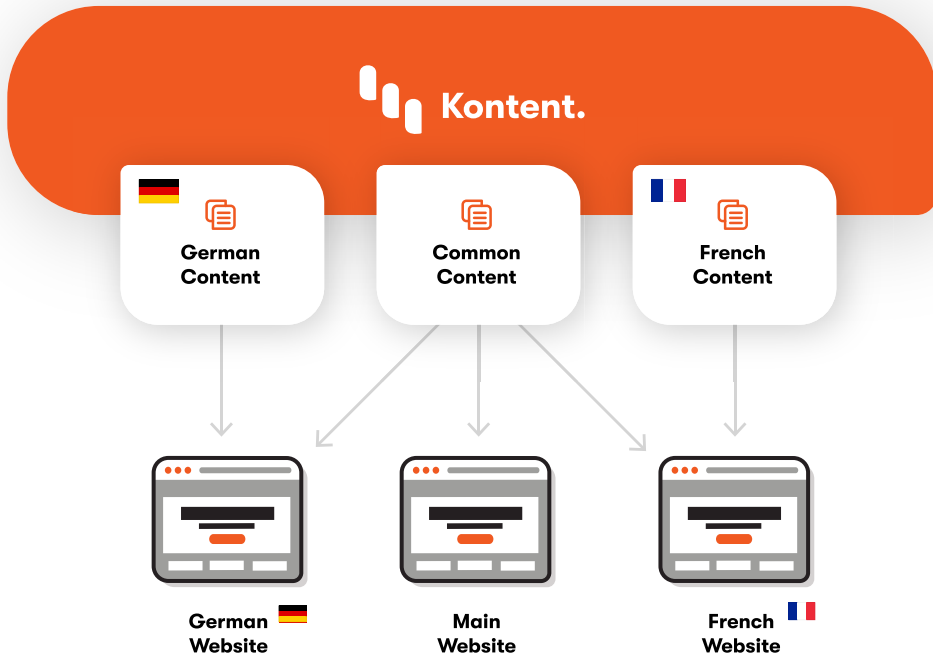 Kontent.
German
Content
Common
Content
French
Content
German
Website
Main
Website
French
Website